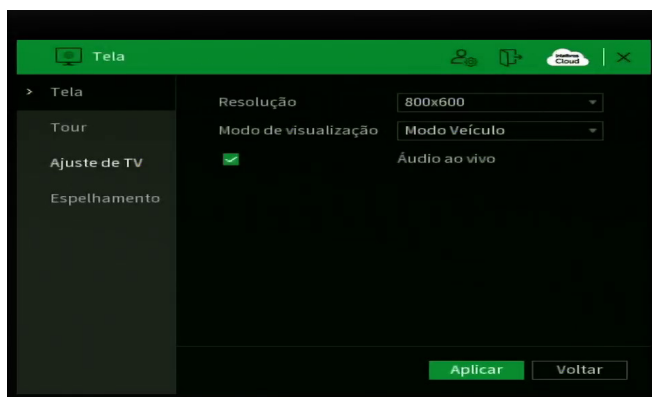 Tela
intelbras
Cloud
Tela
Tour
Ajuste de TV
Espelhamento
Resolução 800x600
Modo de visualização Modo Veículo
Áudio ao vivo
Aplicar Voltar